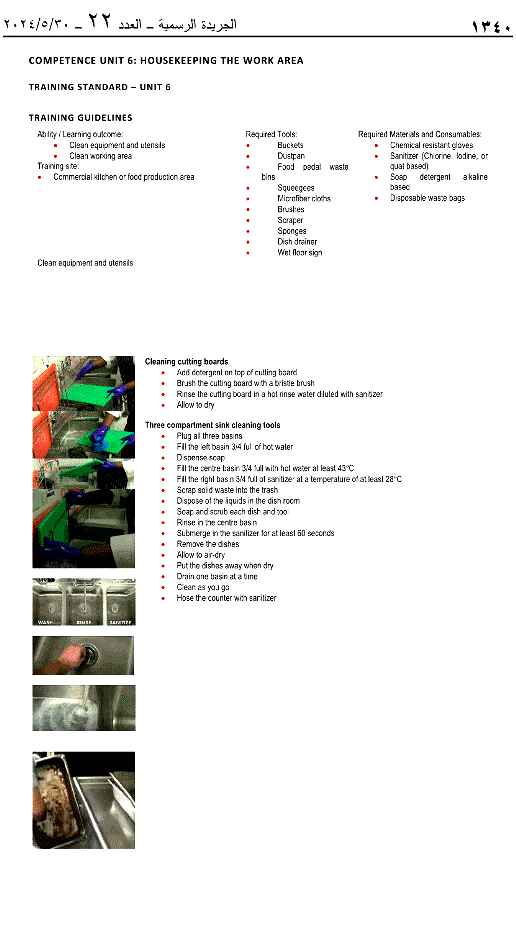 ١٣٤٠
الجريدة الرسمية – العدد ٢٢ – ٢٠٢٤/٥/٣٠
COMPETENCE UNIT 6: HOUSEKEEPING THE WORK AREA
TRAINING STANDARD – UNIT 6
TRAINING GUIDELINES
Ability / Learning outcome:
• Clean equipment and utensils
• Clean working area
Training site:
• Commercial kitchen or food production area
Required Tools:
• Buckets
• Dustpan
• Food pedal waste
bins
• Squeegees
• Microfiber cloths
• Brushes
• Scraper
• Sponges
• Dish drainer
• Wet floor sign
Required Materials and Consumables:
• Chemical resistant gloves
• Sanitizer (Chlorine, Iodine, or
quat based)
• Soap detergent alkaline
based
• Disposable waste bags
Clean equipment and utensils
Cleaning cutting boards
• Add detergent on top of cutting board
• Brush the cutting board with a bristle brush
• Rinse the cutting board in a hot rinse water diluted with sanitizer
• Allow to dry
Three compartment sink cleaning tools
• Plug all three basins
• Fill the left basin 3/4 full of hot water
• Dispense soap
• Fill the centre basin 3/4 full with hot water at least 43°C
• Fill the right basin 3/4 full of sanitizer at a temperature of at least 28°C
• Scrap solid waste into the trash
• Dispose of the liquids in the dish room
• Soap and scrub each dish and tool
• Rinse in the centre basin
• Submerge in the sanitizer for at least 60 seconds
• Remove the dishes
• Allow to air-dry
• Put the dishes away when dry
• Drain one basin at a time
• Clean as you go
• Hose the counter with sanitizer
WASH RINSE SANITIZE